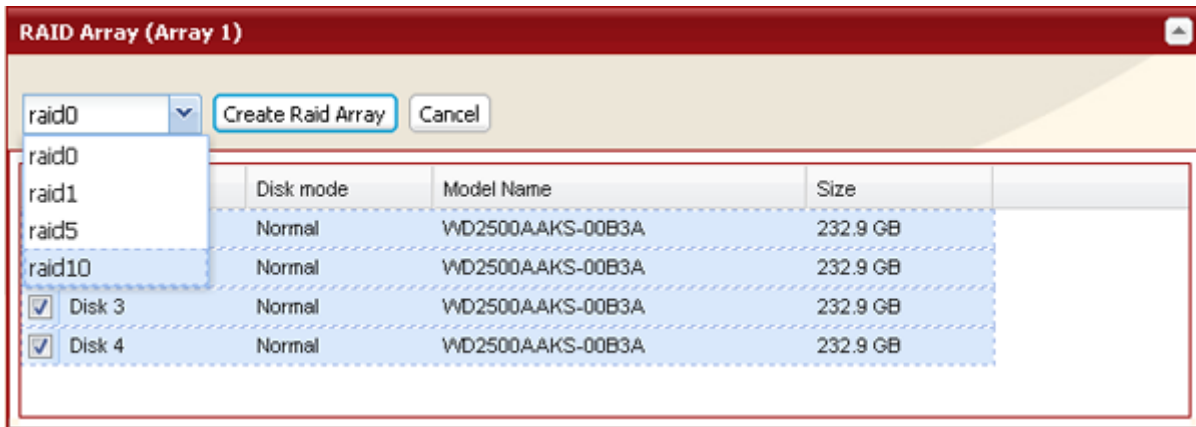 RAID Array (Array 1)
raid0 Create Raid Array Cancel
raid0
raid1
raid5
raid10
Disk mode Model Name Size
Normal WD2500AAKS-00B3A 232.9 GB
Normal WD2500AAKS-00B3A 232.9 GB
Disk 3 Normal WD2500AAKS-00B3A 232.9 GB
Disk 4 Normal WD2500AAKS-00B3A 232.9 GB